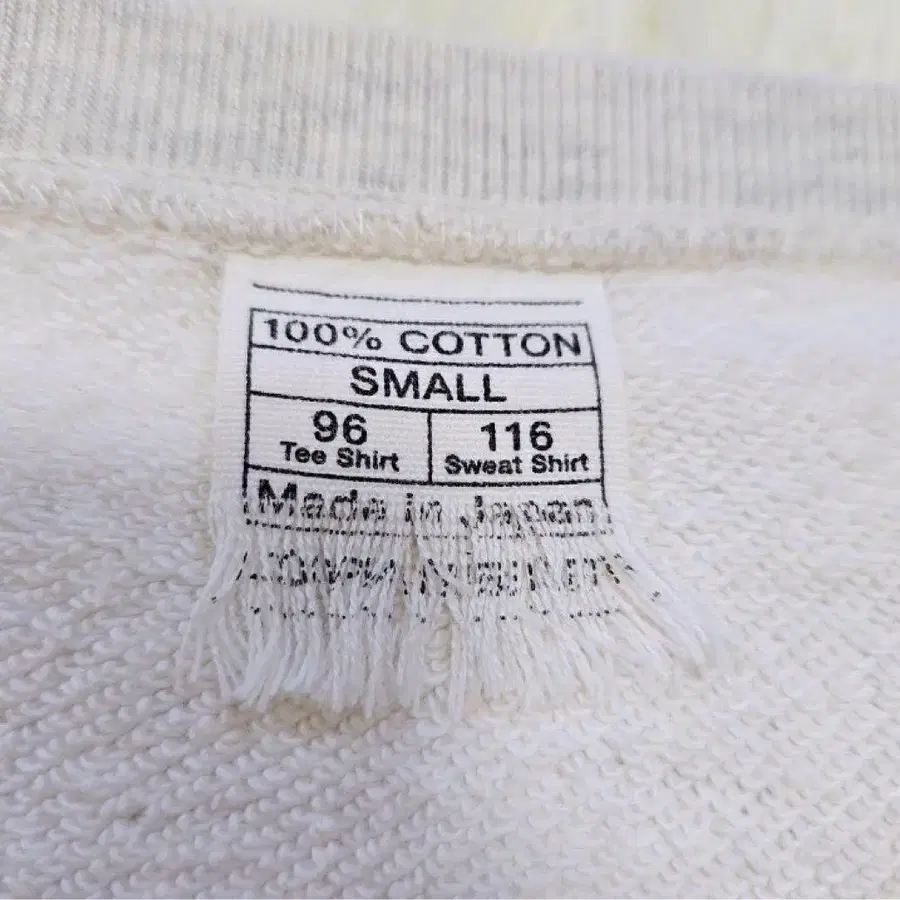 100% COTTON
SMALL
96 116
Tee Shirt Sweat Shirt
Made in Japan